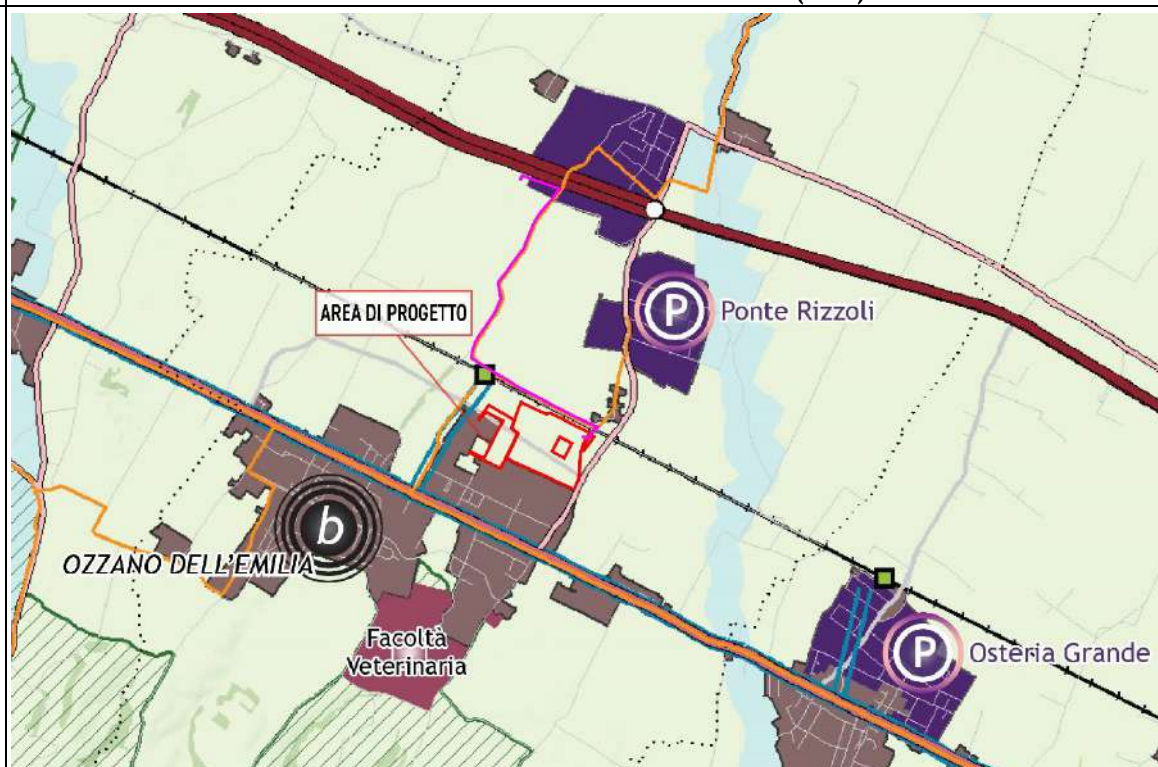 AREA DI PROGETTO
P
Ponte Rizzoli
b
OZZANO DELL'EMILIA
Facoltà
Veterinaria
P
Osteria Grande